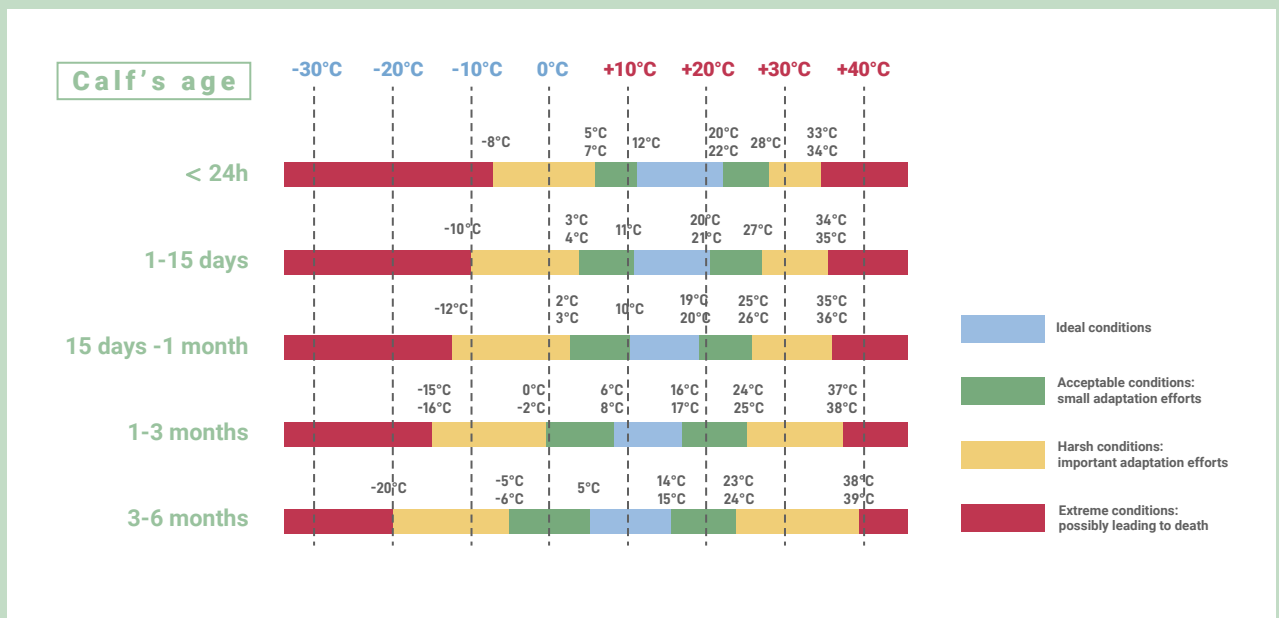 Calf's age
-30°C -20°C -10°C 0°C +10°C +20°C +30°C +40°C
-8°C 5°C 12°C 20°C 28°C 33°C
7°C 22°C 34°C
< 24h
-10°C 3°C 11°C 20°C 27°C 34°C
4°C 21°C 35°C
1-15 days
-12°C 2°C 10°C 19°C 25°C 35°C
3°C 20°C 26°C 36°C
15 days -1 month
-15°C 0°C 6°C 16°C 24°C 37°C
-16°C -2°C 8°C 17°C 25°C 38°C
1-3 months
-20°C -5°C 5°C 14°C 23°C 38°C
-6°C 15°C 24°C 39°C
3-6 months
Ideal conditions
Acceptable conditions:
small adaptation efforts
Harsh conditions:
important adaptation efforts
Extreme conditions:
possibly leading to death